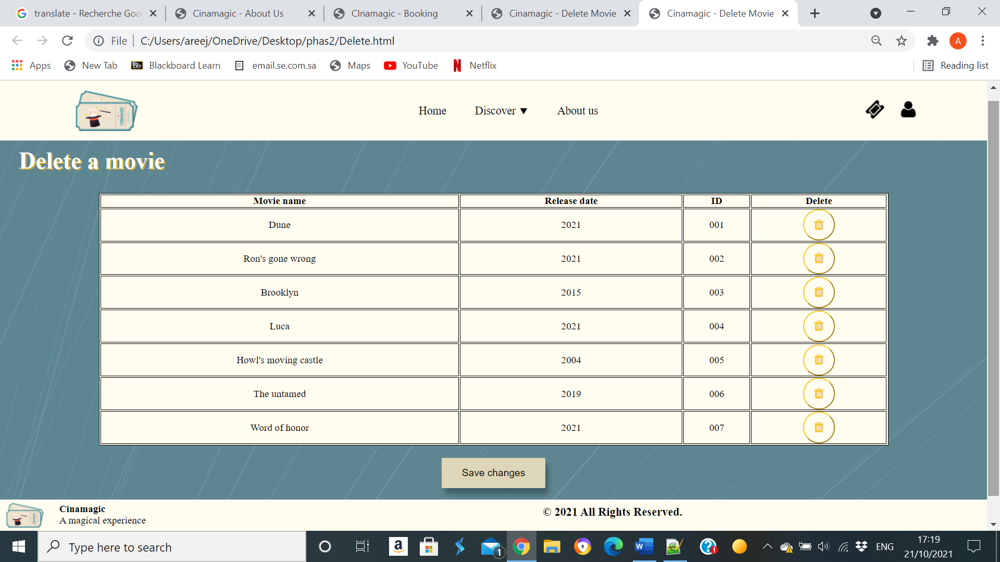 translate - Recherche Goo
Cinamagic - About Us
CInamagic - Booking
Cinamagic - Delete Movie
Cinamagic - Delete Movie
File
C:/Users/areej/OneDrive/Desktop/phas2/Delete.html
A
Apps
New Tab
Bb
Blackboard Learn
email.se.com.sa
Maps
YouTube
Netflix
Reading list
CINAMAGIC
Home
Discover ▼
About us
Delete a movie
Movie name Release date ID Delete
Dune 2021 001
Ron's gone wrong 2021 002
Brooklyn 2015 003
Luca 2021 004
Howl's moving castle 2004 005
The untamed 2019 006
Word of honor 2021 007
Save changes
Cinamagic
A magical experience
© 2021 All Rights Reserved.
Type here to search
a
1
W
ENG
17:19
21/10/2021